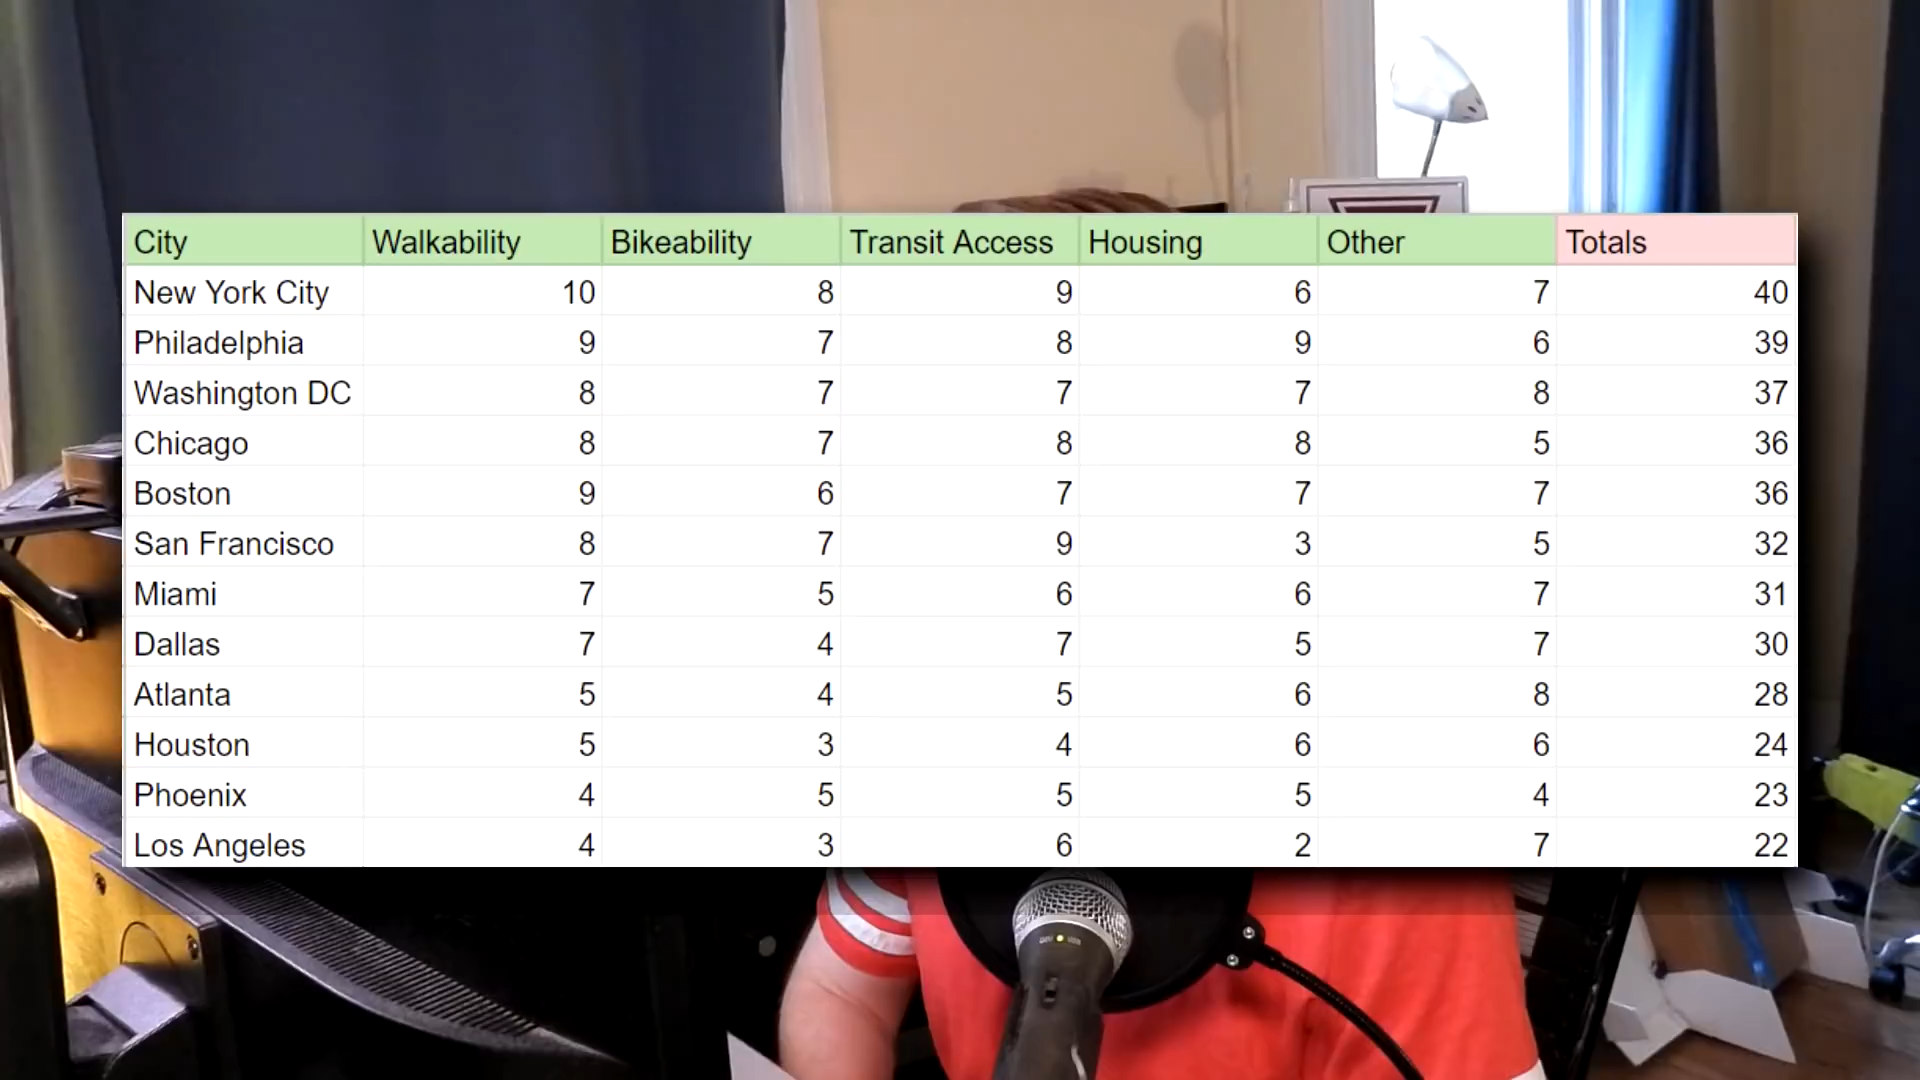 City Walkability Bikeability Transit Access Housing Other Totals
New York City 10 8 9 6 7 40
Philadelphia 9 7 8 9 6 39
Washington DC 8 7 7 7 8 37
Chicago 8 7 8 8 5 36
Boston 9 6 7 7 7 36
San Francisco 8 7 9 3 5 32
Miami 7 5 6 6 7 31
Dallas 7 4 7 5 7 30
Atlanta 5 4 5 6 8 28
Houston 5 3 4 6 6 24
Phoenix 4 5 5 5 4 23
Los Angeles 4 3 6 2 7 22